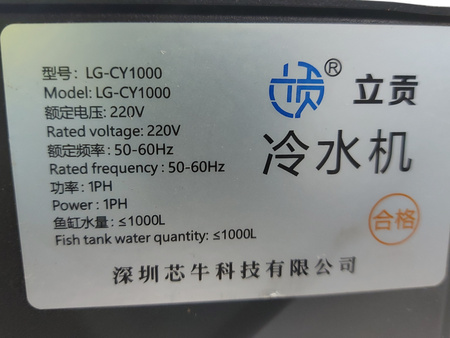 型号: LG-CY1000
Model: LG-CY1000
额定电压: 220V
Rated voltage: 220V
额定频率: 50-60Hz
Rated frequency : 50-60Hz
功率 : 1PH
Power : 1PH
鱼缸水量: ≤1000L
Fish tank water quantity: ≤1000L
® 立贡
冷水机
合格
深圳芯牛科技有限公司